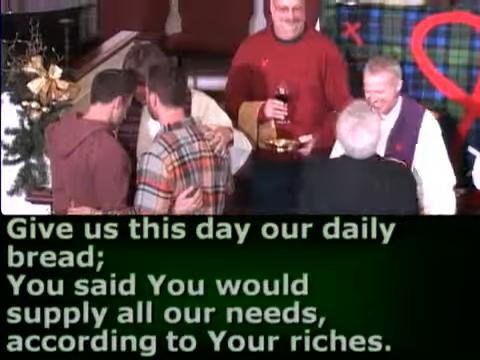 Give us this day our daily
bread;
You said You would
supply all our needs,
according to Your riches.